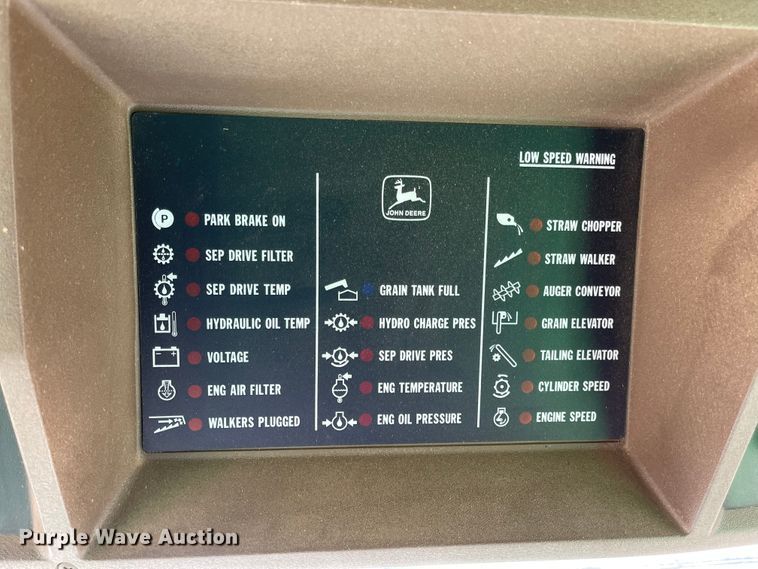 LOW SPEED WARNING
P
PARK BRAKE ON
SEP DRIVE FILTER
SEP DRIVE TEMP
HYDRAULIC OIL TEMP
VOLTAGE
ENG AIR FILTER
WALKERS PLUGGED
JOHN DEERE
GRAIN TANK FULL
HYDRO CHARGE PRES
SEP DRIVE PRES
ENG TEMPERATURE
ENG OIL PRESSURE
STRAW CHOPPER
STRAW WALKER
AUGER CONVEYOR
GRAIN ELEVATOR
TAILING ELEVATOR
CYLINDER SPEED
ENGINE SPEED
Purple Wave Auction